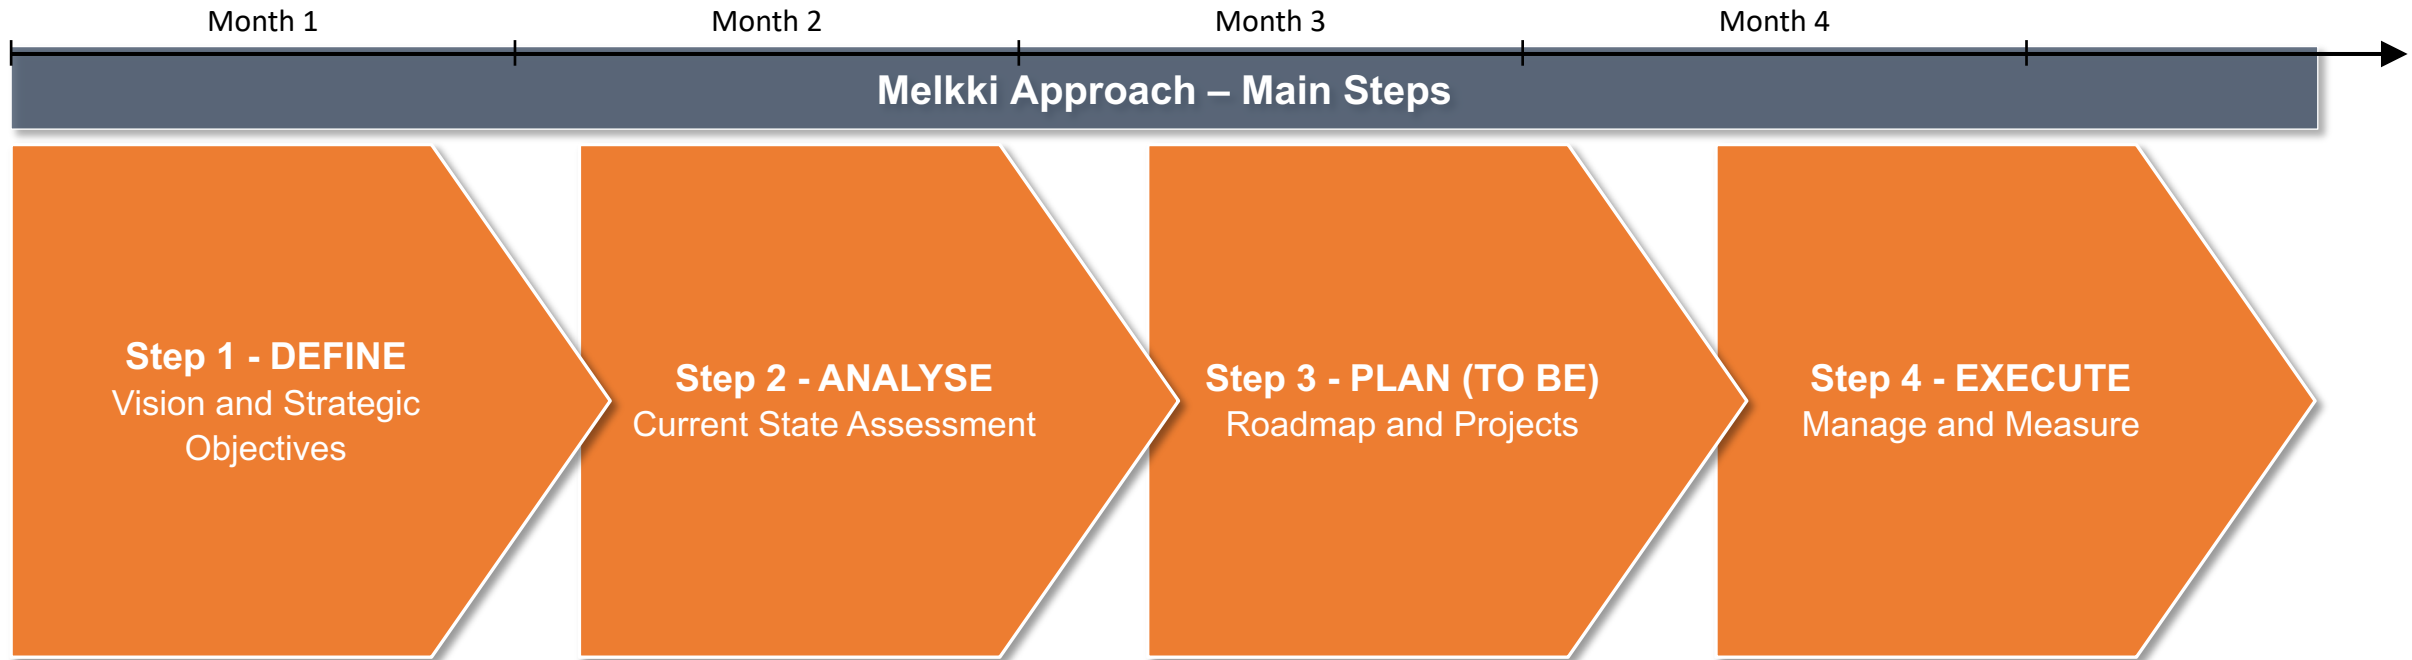 Month 1
Month 2
Month 3
Month 4
Melkki Approach – Main Steps
Step 1 - DEFINE
Vision and Strategic
Objectives
Step 2 - ANALYSE
Current State Assessment
Step 3 - PLAN (TO BE)
Roadmap and Projects
Step 4 - EXECUTE
Manage and Measure